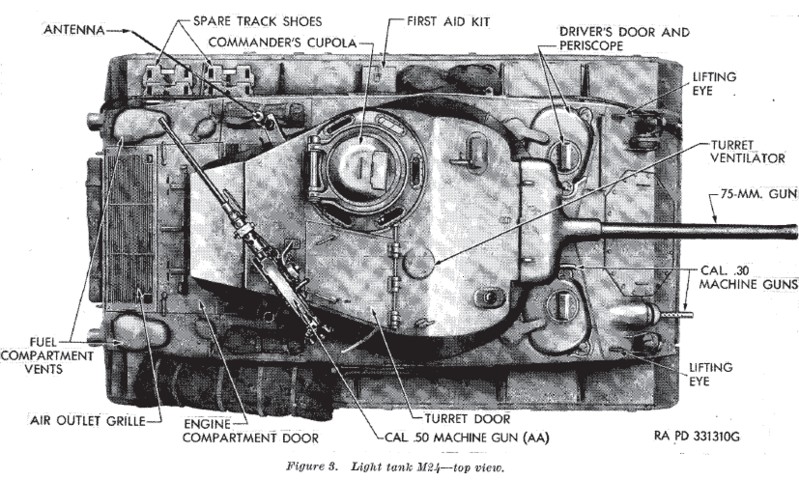 SPARE TRACK SHOES
FIRST AID KIT
ANTENNA
COMMANDER'S CUPOLA
DRIVER'S DOOR AND
PERISCOPE
LIFTING
EYE
TURRET
VENTILATOR
75-MM. GUN
CAL. .30
MACHINE GUNS
FUEL
COMPARTMENT
VENTS
LIFTING
EYE
AIR OUTLET GRILLE
ENGINE
COMPARTMENT DOOR
TURRET DOOR
CAL. .50 MACHINE GUN (AA)
RA PD 331310G
Figure 3. Light tank M24—top view.